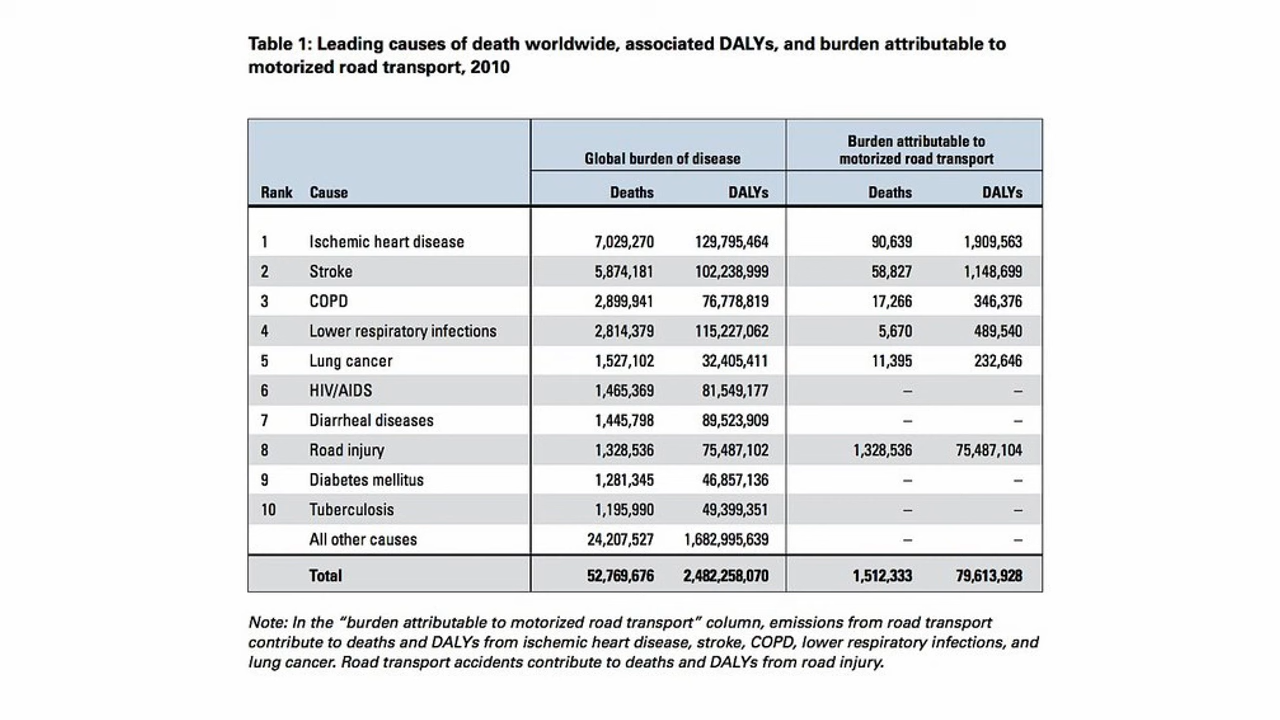 Table 1: Leading causes of death worldwide, associated DALYs, and burden attributable to
motorized road transport, 2010
Global burden of disease Burden attributable to motorized road transport
Rank Cause Deaths DALYs Deaths DALYs
1 Ischemic heart disease 7,029,270 129,795,464 90,639 1,909,563
2 Stroke 5,874,181 102,238,999 58,827 1,148,699
3 COPD 2,899,941 76,778,819 17,266 346,376
4 Lower respiratory infections 2,814,379 115,227,062 5,670 489,540
5 Lung cancer 1,527,102 32,405,411 11,395 232,646
6 HIV/AIDS 1,465,369 81,549,177 – –
7 Diarrheal diseases 1,445,798 89,523,909 – –
8 Road injury 1,328,536 75,487,102 1,328,536 75,487,104
9 Diabetes mellitus 1,281,345 46,857,136 – –
10 Tuberculosis 1,195,990 49,399,351 – –
All other causes 24,207,527 1,682,995,639 – –
Total 52,769,676 2,482,258,070 1,512,333 79,613,928
Note: In the “burden attributable to motorized road transport” column, emissions from road transport
contribute to deaths and DALYs from ischemic heart disease, stroke, COPD, lower respiratory infections, and
lung cancer. Road transport accidents contribute to deaths and DALYs from road injury.